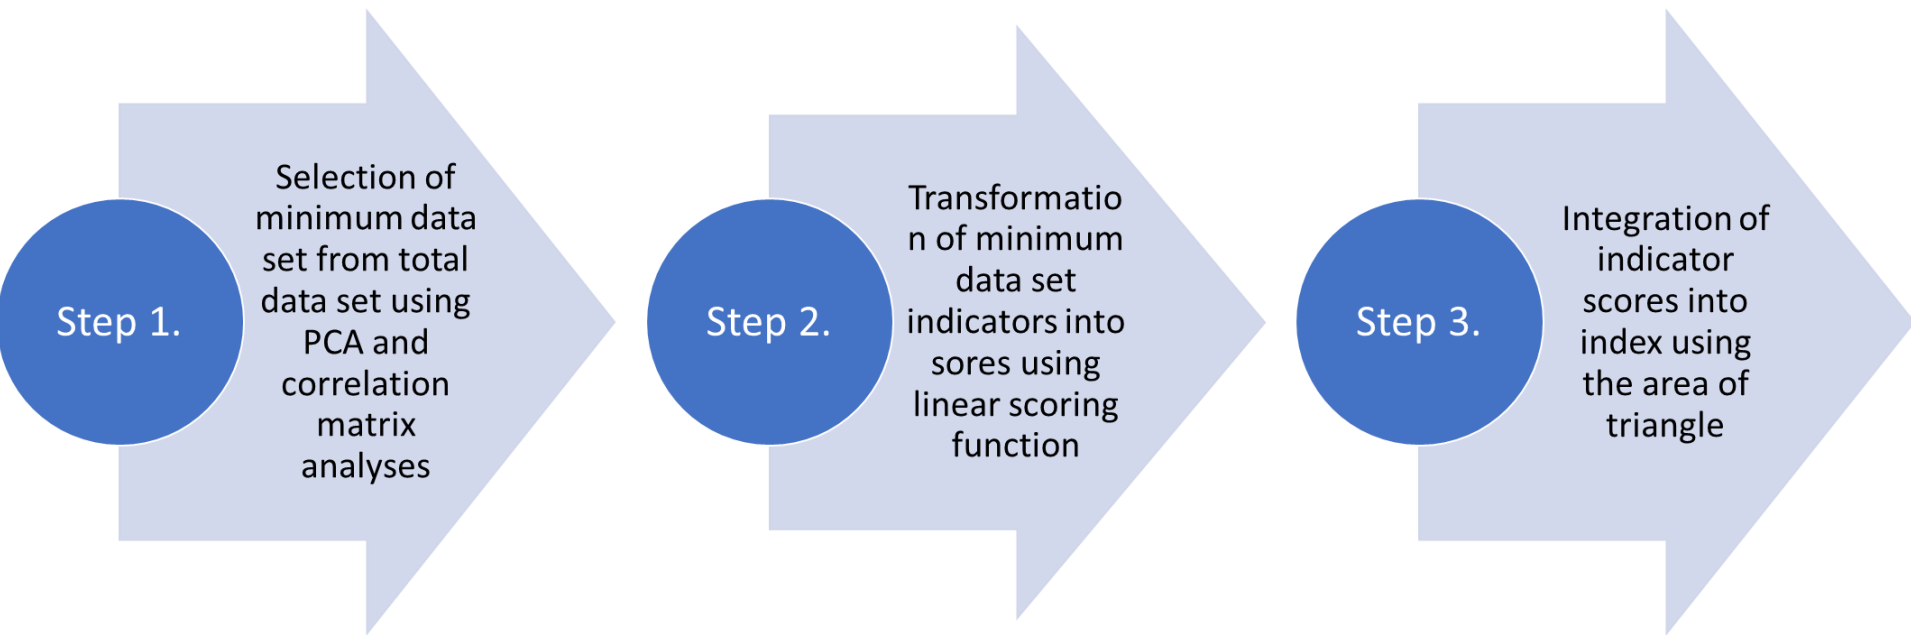 Step 1.
Selection of
minimum data
set from total
data set using
PCA and
correlation
matrix
analyses
Step 2.
Transformatio
n of minimum
data set
indicators into
sores using
linear scoring
function
Step 3.
Integration of
indicator
scores into
index using
the area of
triangle